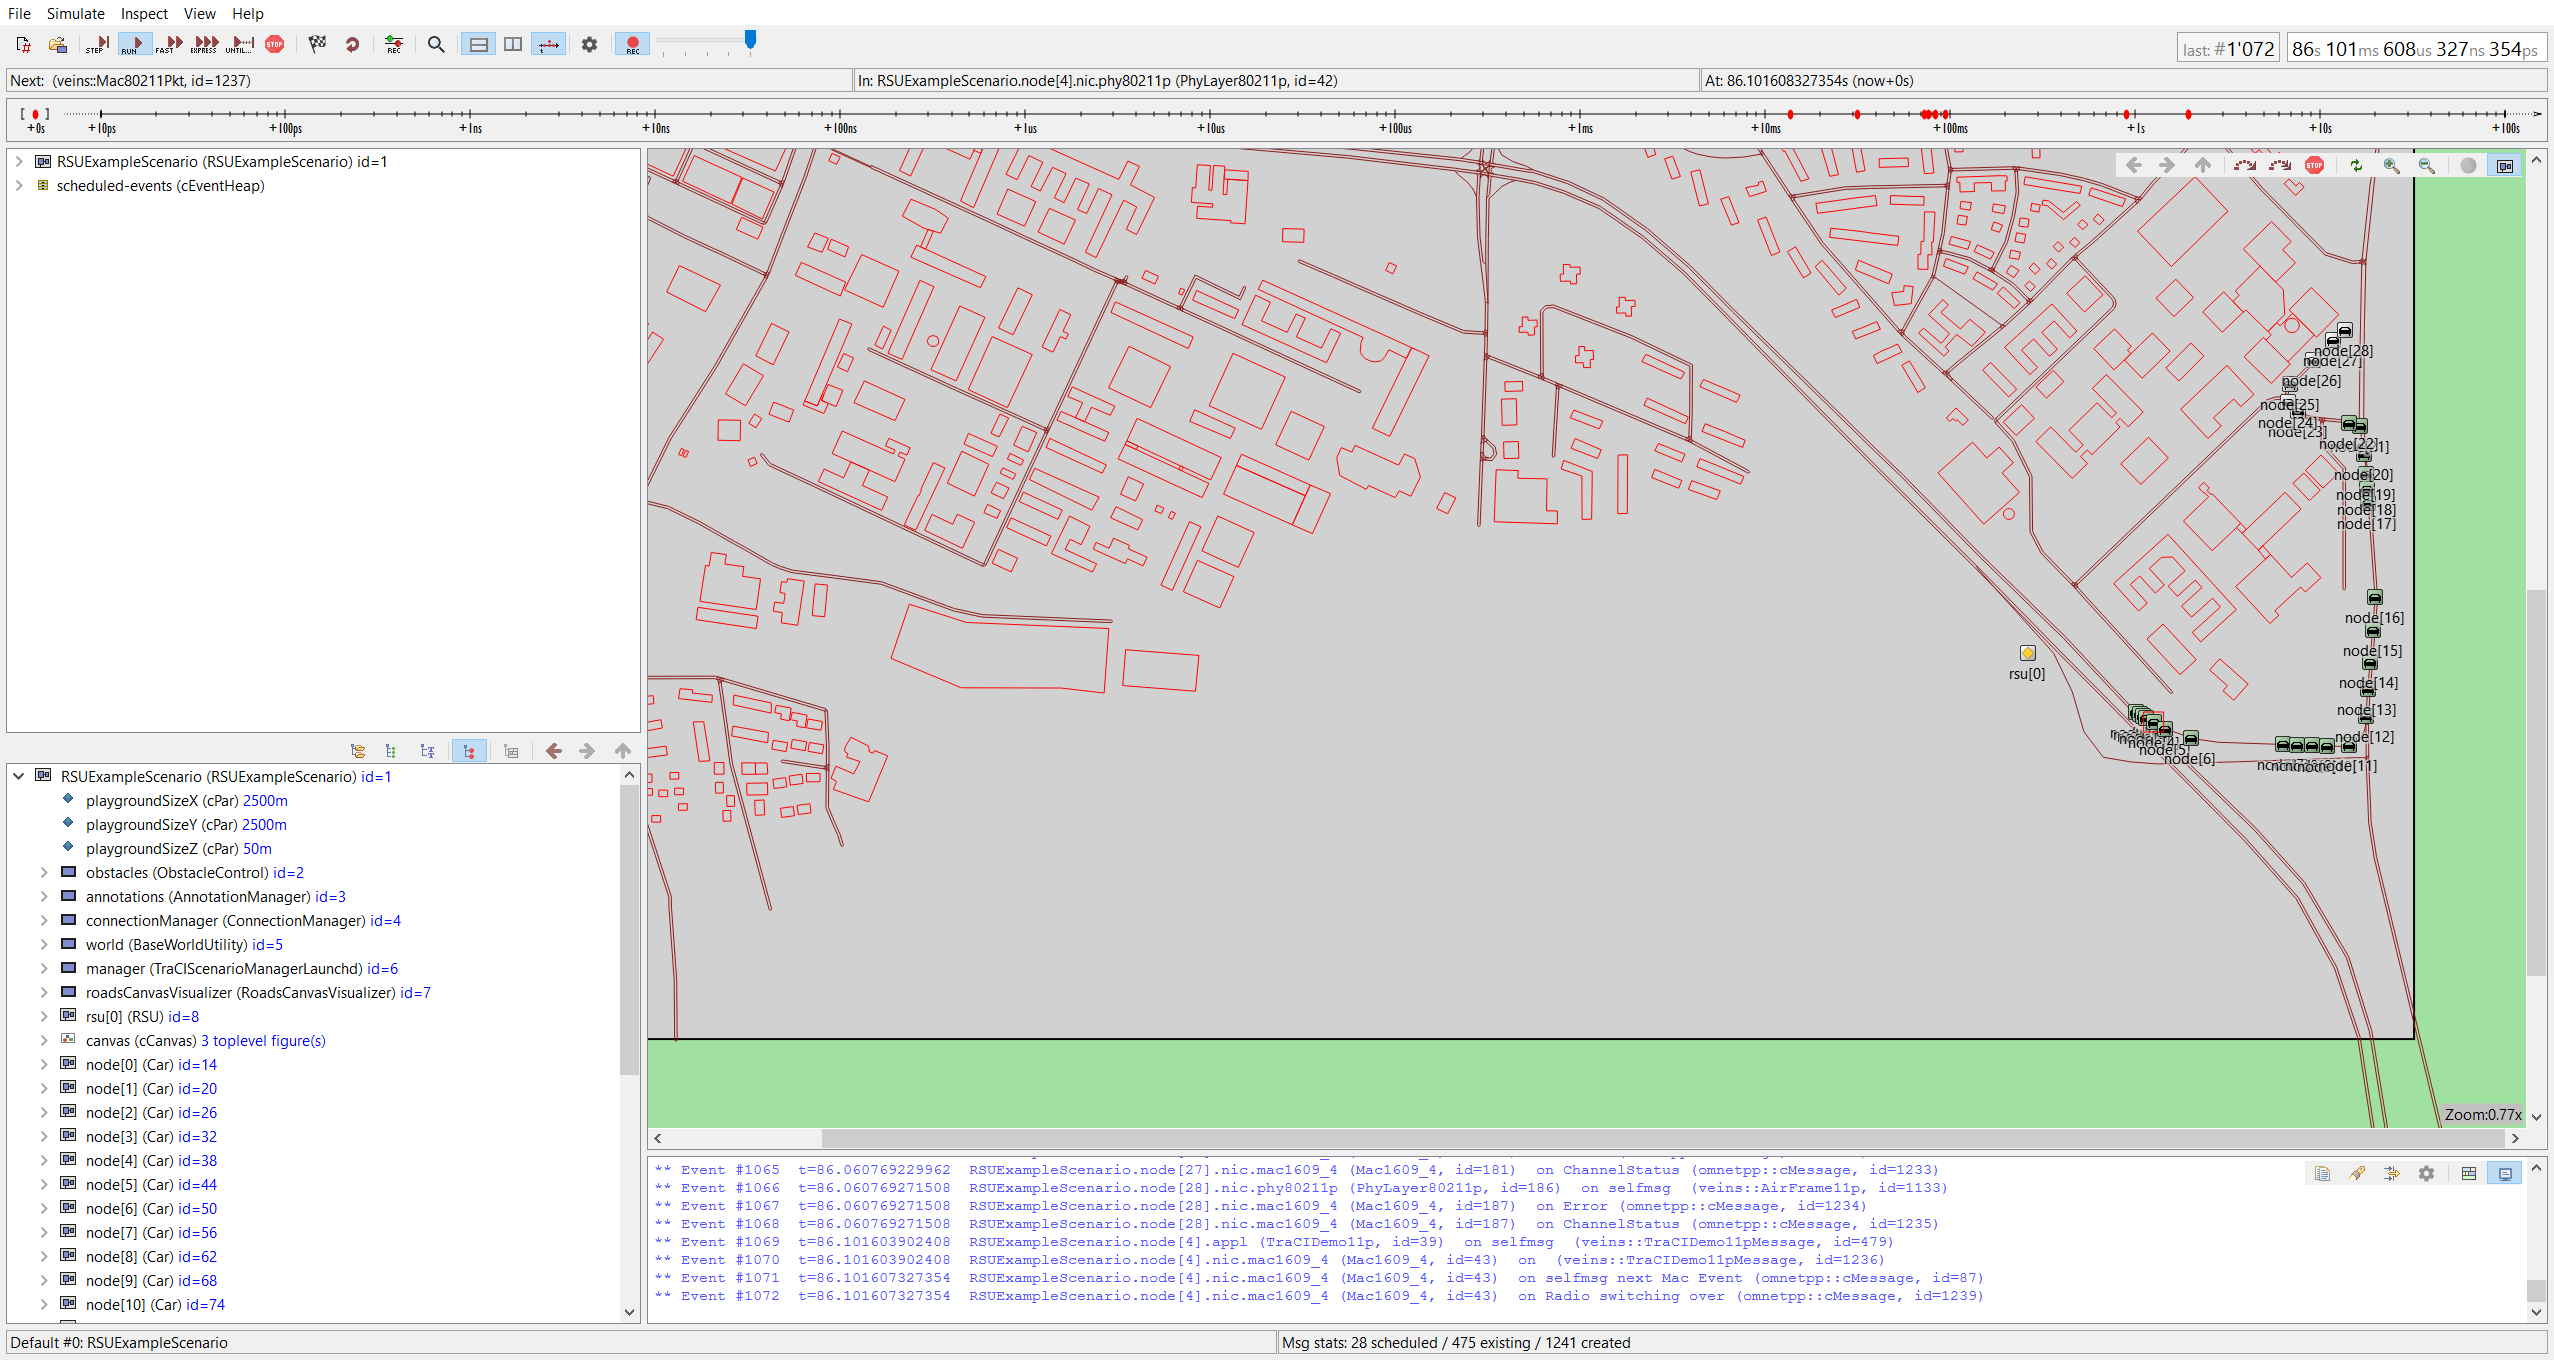 File Simulate Inspect View Help
STEP RUN FAST EXPRESS UNTIL... STOP REC REC last: #1'072 86s 101ms 608us 327ns 354ps
Next: (veins::Mac80211Pkt, id=1237) In: RSUExampleScenario.node[4].nic.phy80211p (PhyLayer80211p, id=42) At: 86.101608327354s (now+0s)
[ ]
+0s +10ps +100ps +1ns +10ns +100ns +1us +10us +100us +1ms +10ms +100ms +1s +10s +100s
RSUExampleScenario (RSUExampleScenario) id=1
scheduled-events (cEventHeap)
RSUExampleScenario (RSUExampleScenario) id=1
playgroundSizeX (cPar) 2500m
playgroundSizeY (cPar) 2500m
playgroundSizeZ (cPar) 50m
obstacles (ObstacleControl) id=2
annotations (AnnotationManager) id=3
connectionManager (ConnectionManager) id=4
world (BaseWorldUtility) id=5
manager (TraCIScenarioManagerLaunchd) id=6
roadsCanvasVisualizer (RoadsCanvasVisualizer) id=7
rsu[0] (RSU) id=8
canvas (cCanvas) 3 toplevel figure(s)
node[0] (Car) id=14
node[1] (Car) id=20
node[2] (Car) id=26
node[3] (Car) id=32
node[4] (Car) id=38
node[5] (Car) id=44
node[6] (Car) id=50
node[7] (Car) id=56
node[8] (Car) id=62
node[9] (Car) id=68
node[10] (Car) id=74
STOP
node[28]
node[27]
node[26]
node[25]
node[24]
node[23]
node[22]
node[20]
node[19]
node[18]
node[17]
node[16]
node[15]
node[14]
node[13]
node[12]
node[11]
rsu[0]
node[4]
node[5]
node[6]
Zoom:0.77x
** Event #1065 t=86.060769229962 RSUExampleScenario.node[27].nic.mac1609_4 (Mac1609_4, id=181) on ChannelStatus (omnetpp::cMessage, id=1233)
** Event #1066 t=86.060769271508 RSUExampleScenario.node[28].nic.phy80211p (PhyLayer80211p, id=186) on selfmsg (veins::AirFrame11p, id=1133)
** Event #1067 t=86.060769271508 RSUExampleScenario.node[28].nic.mac1609_4 (Mac1609_4, id=187) on Error (omnetpp::cMessage, id=1234)
** Event #1068 t=86.060769271508 RSUExampleScenario.node[28].nic.mac1609_4 (Mac1609_4, id=187) on ChannelStatus (omnetpp::cMessage, id=1235)
** Event #1069 t=86.101603902408 RSUExampleScenario.node[4].appl (TraCIDemo11p, id=39) on selfmsg (veins::TraCIDemo11pMessage, id=479)
** Event #1070 t=86.101603902408 RSUExampleScenario.node[4].nic.mac1609_4 (Mac1609_4, id=43) on (veins::TraCIDemo11pMessage, id=1236)
** Event #1071 t=86.101607327354 RSUExampleScenario.node[4].nic.mac1609_4 (Mac1609_4, id=43) on selfmsg next Mac Event (omnetpp::cMessage, id=87)
** Event #1072 t=86.101607327354 RSUExampleScenario.node[4].nic.mac1609_4 (Mac1609_4, id=43) on Radio switching over (omnetpp::cMessage, id=1239)
Default #0: RSUExampleScenario Msg stats: 28 scheduled / 475 existing / 1241 created